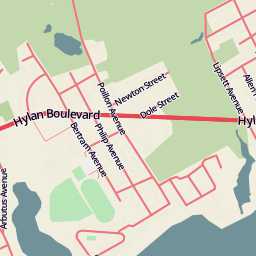 Newton Street
Dole Street
Poillon Avenue
Hylan Boulevard
Philip Avenue
Bertram Avenue
Arbutus Avenue
Lipsett Avenue
Allen
Hyl